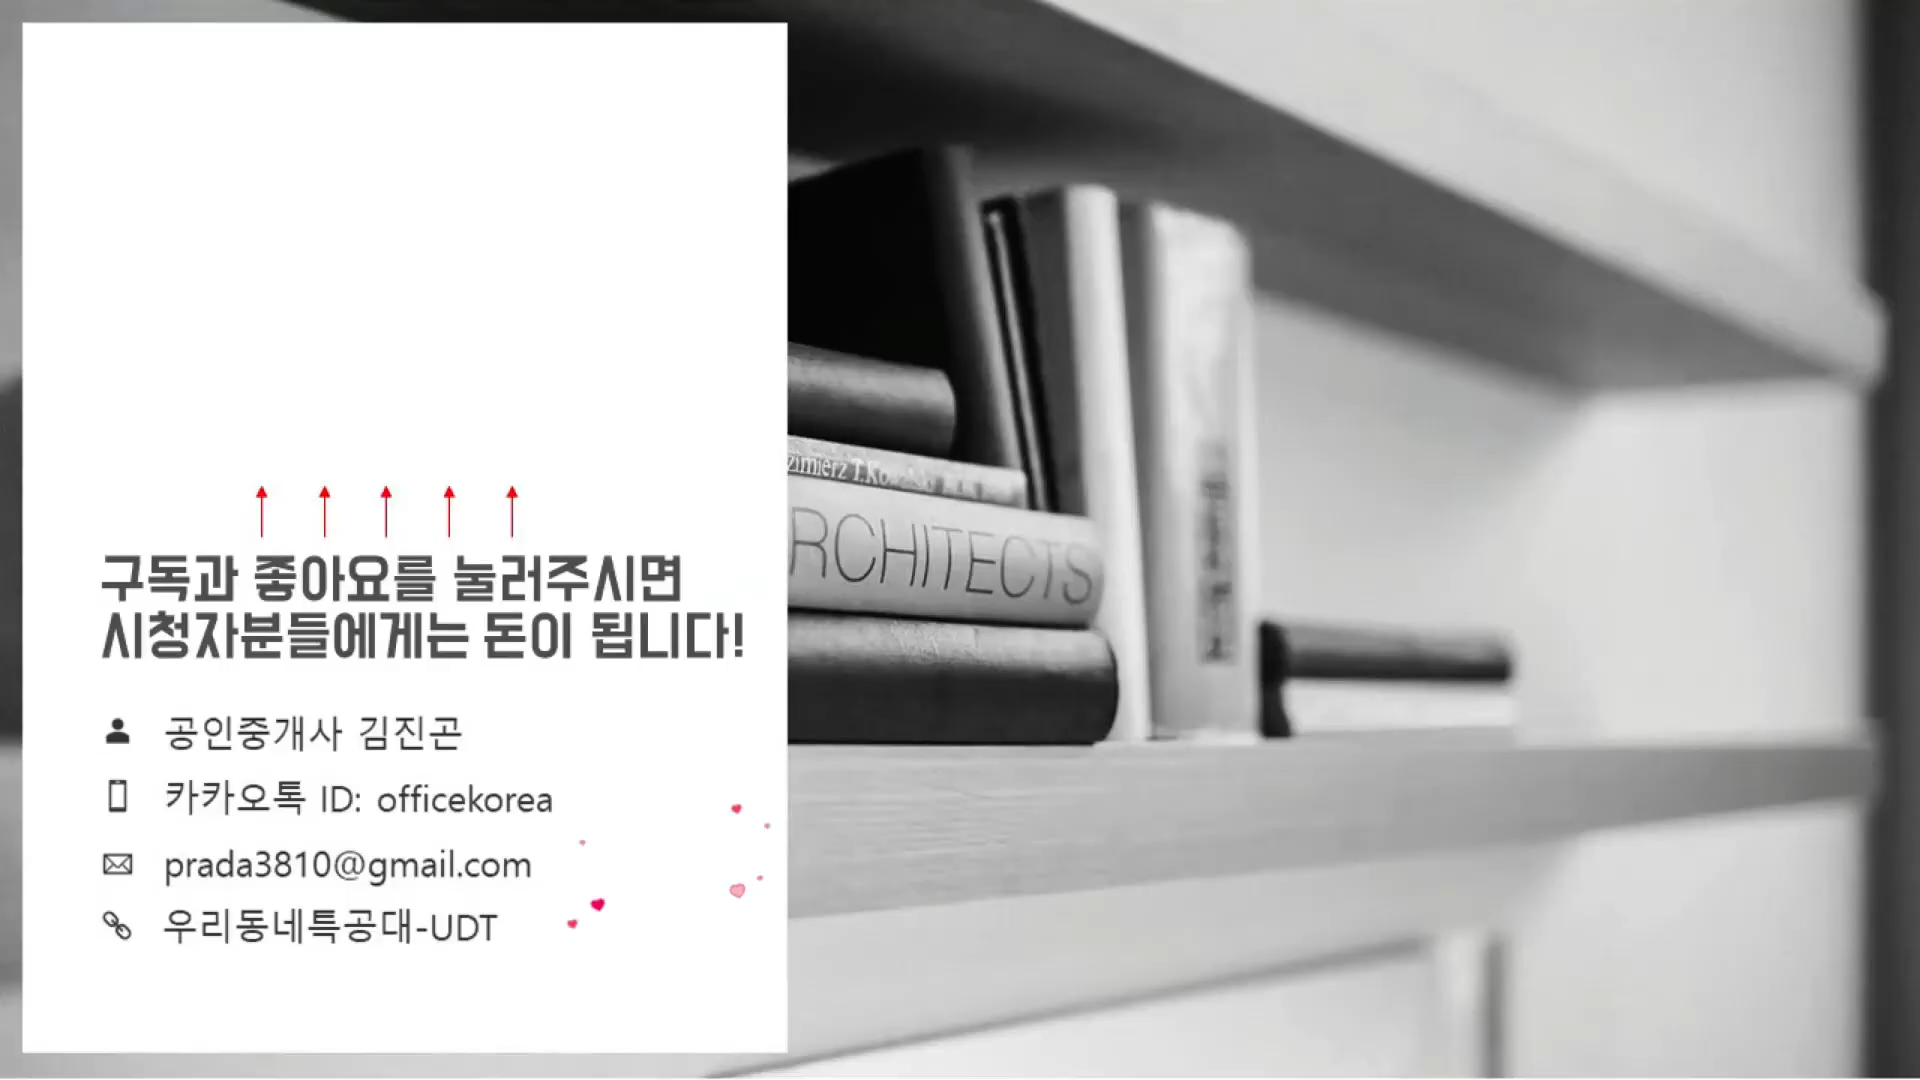 구독과 좋아요를 눌러주시면
시청자분들에게는 돈이 됩니다!
공인중개사 김진곤
카카오톡 ID: officekorea
prada3810@gmail.com
우리동네특공대-UDT
zimierz T.
RCHITECTS